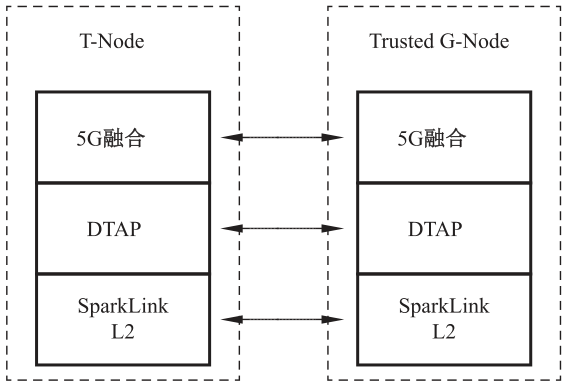 T-Node
Trusted G-Node
5G融合
5G融合
DTAP
DTAP
SparkLink
L2
SparkLink
L2